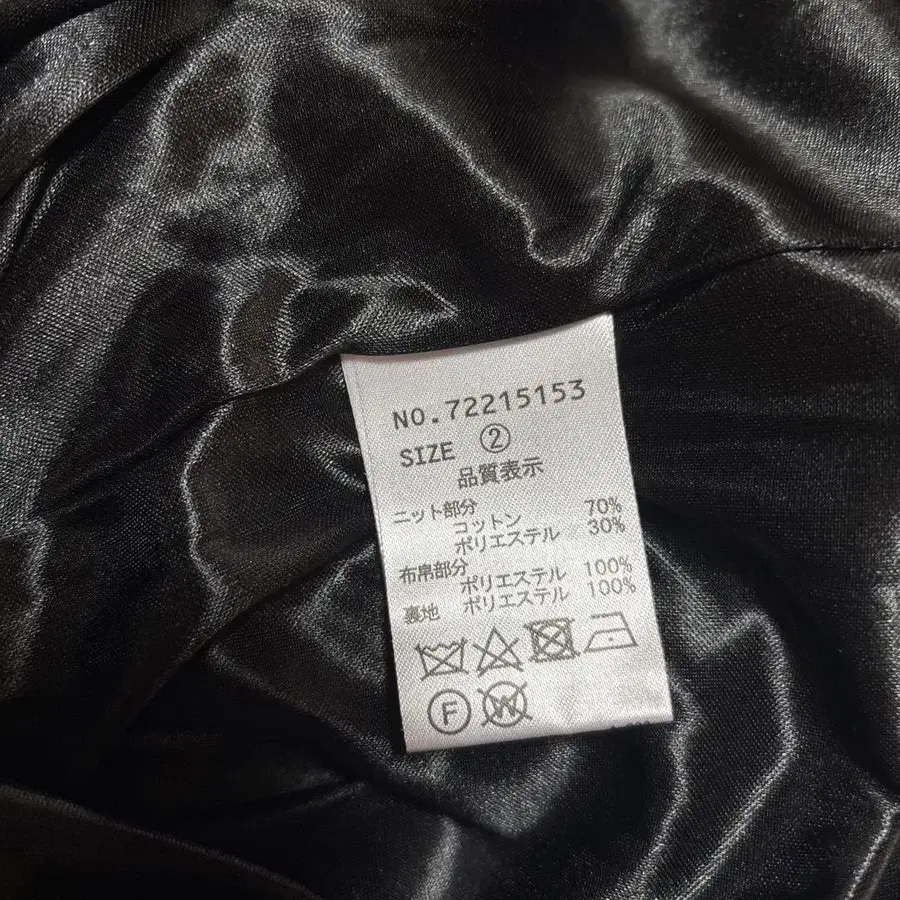 NO.72215153
SIZE ②
品質表示
ニット部分
コットン 70%
ポリエステル 30%
布帛部分
ポリエステル 100%
裏地 ポリエステル 100%
F W